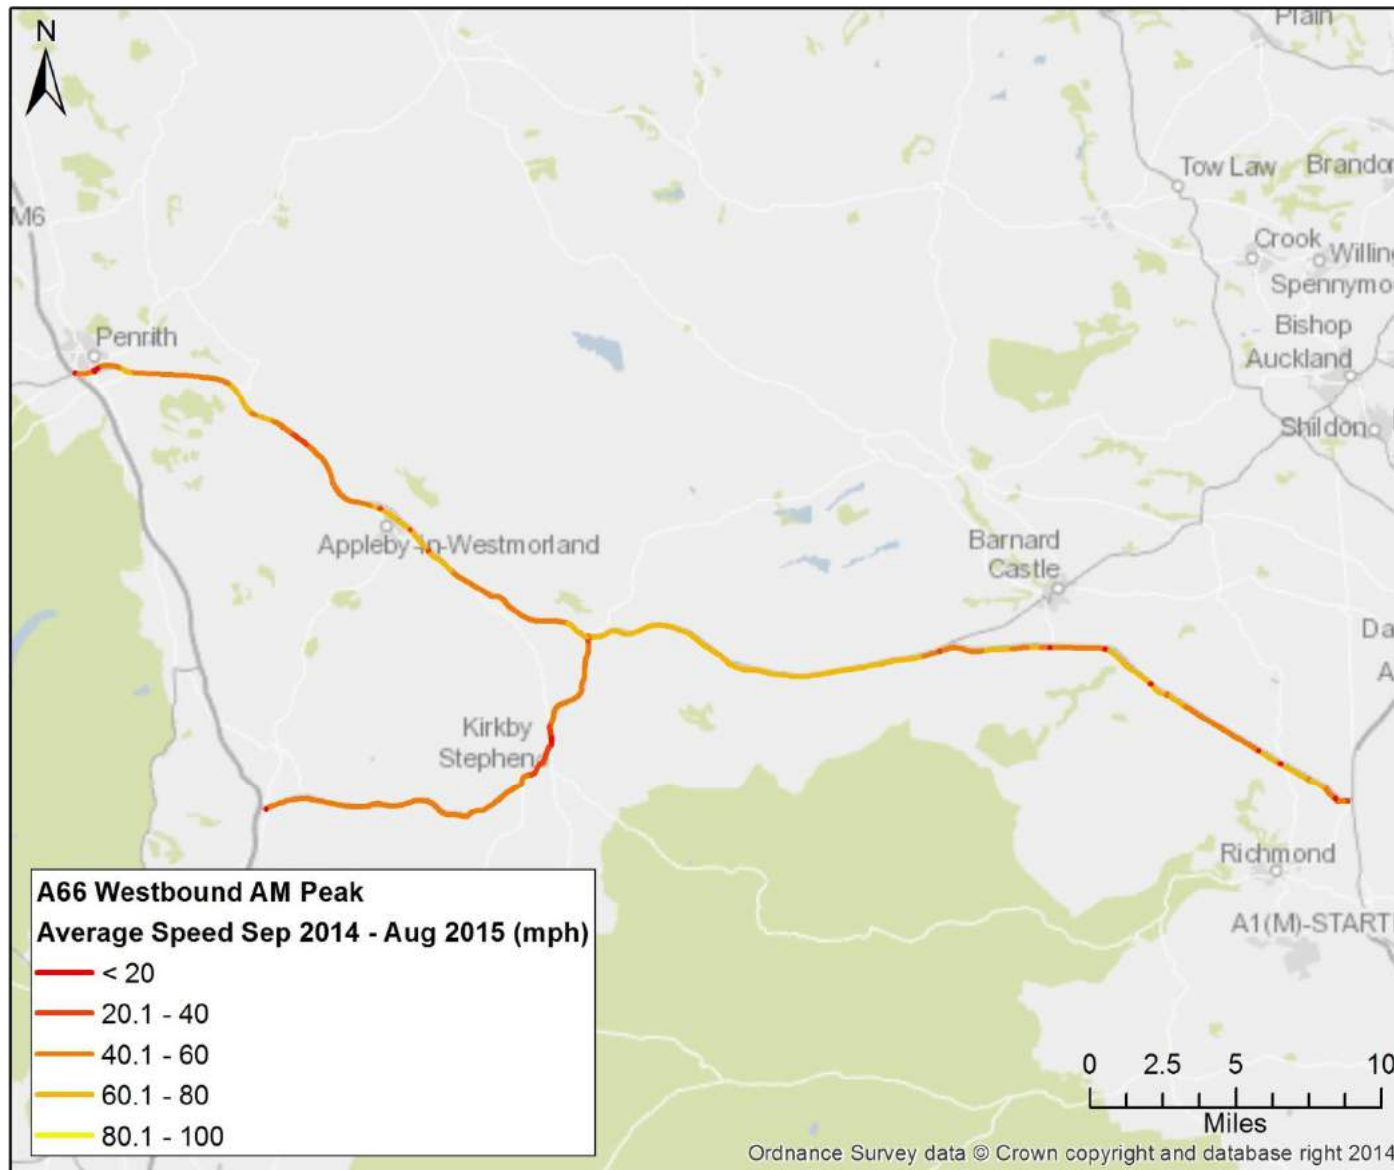 N
Plain
Tow Law
Brandon
M6
Crook
Willing
Spennymo
Bishop
Auckland
Penrith
Shildon
Appleby-in-Westmorland
Barnard
Castle
Da
A
Kirkby
Stephen
Richmond
A1(M)-START
A66 Westbound AM Peak
Average Speed Sep 2014 - Aug 2015 (mph)
< 20
20.1 - 40
40.1 - 60
60.1 - 80
80.1 - 100
0 2.5 5 10
Miles
Ordnance Survey data © Crown copyright and database right 2014